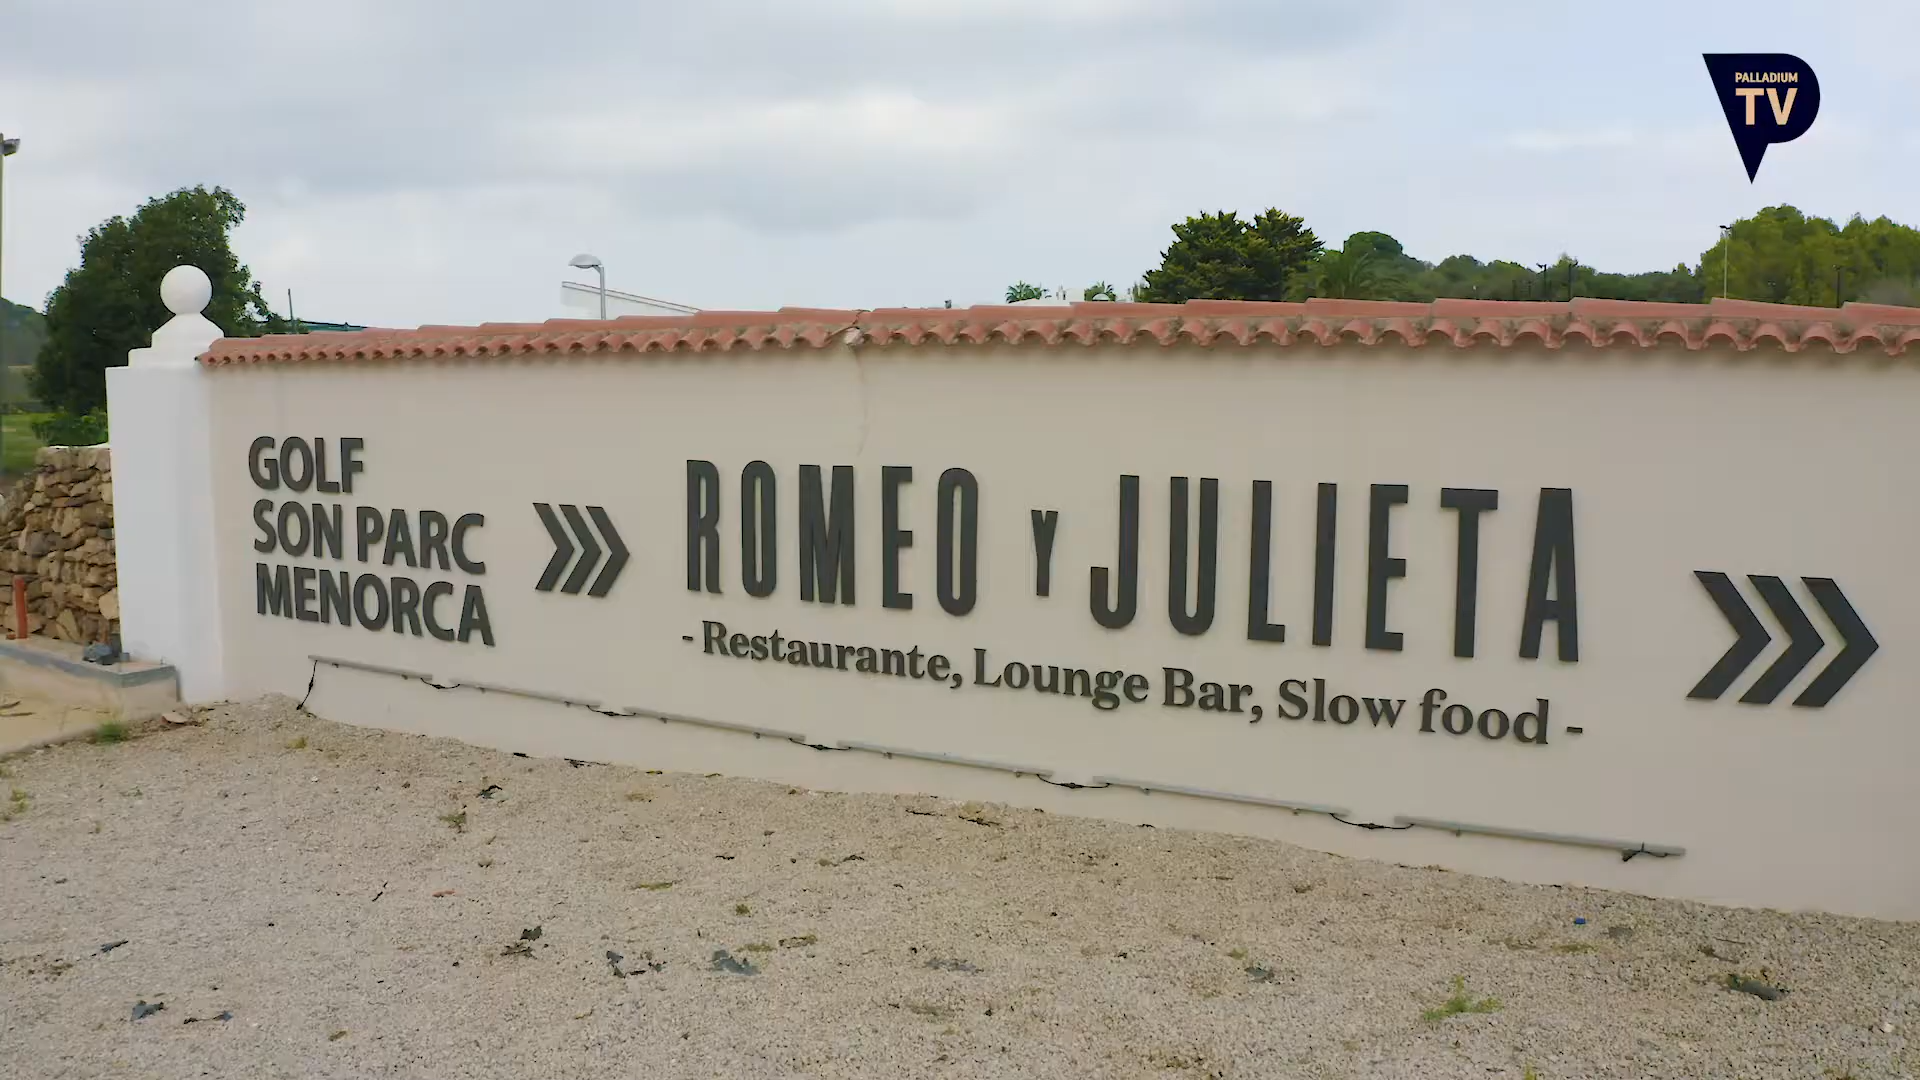 PALLADIUM
TV
GOLF
SON PARC
MENORCA
ROMEO Y JULIETA
- Restaurante, Lounge Bar, Slow food -